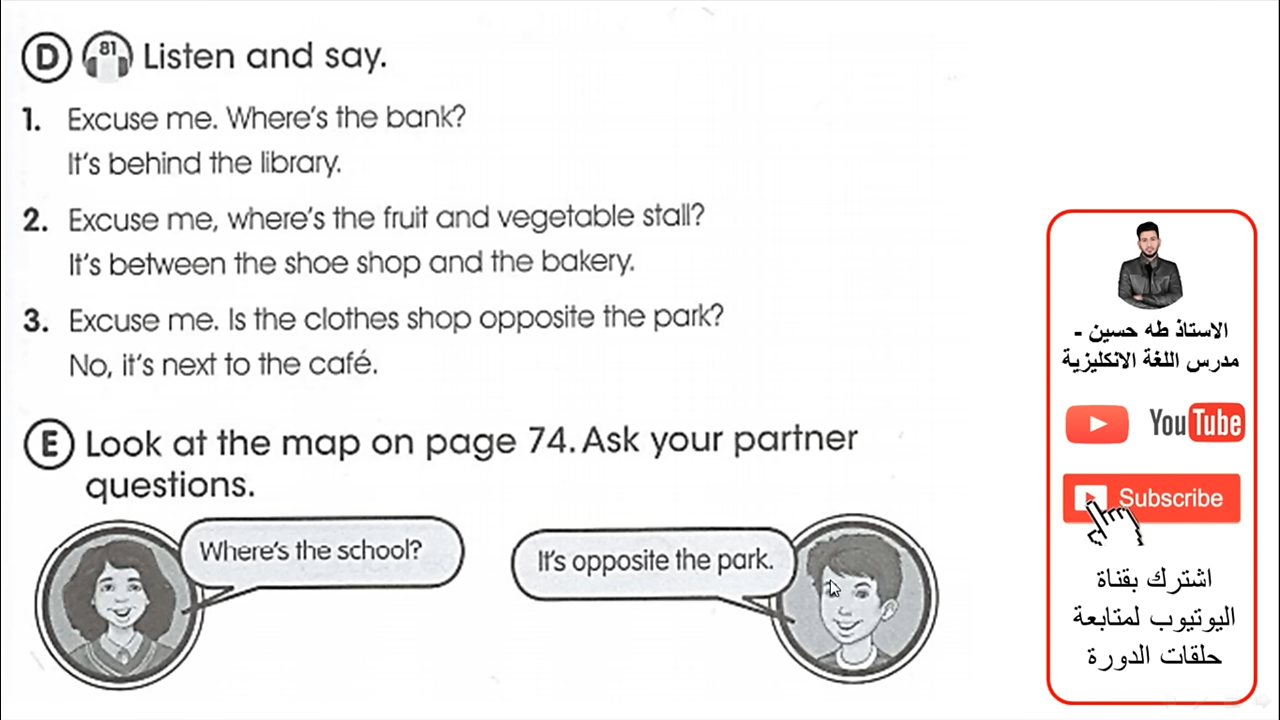 D 81 Listen and say.
1. Excuse me. Where's the bank?
It's behind the library.
2. Excuse me, where's the fruit and vegetable stall?
It's between the shoe shop and the bakery.
3. Excuse me. Is the clothes shop opposite the park?
No, it's next to the café.
E Look at the map on page 74. Ask your partner
questions.
Where's the school?
It's opposite the park.
الاستاذ طه حسين -
مدرس اللغة الانكليزية
YouTube
Subscribe
اشترك بقناة
اليوتيوب لمتابعة
حلقات الدورة